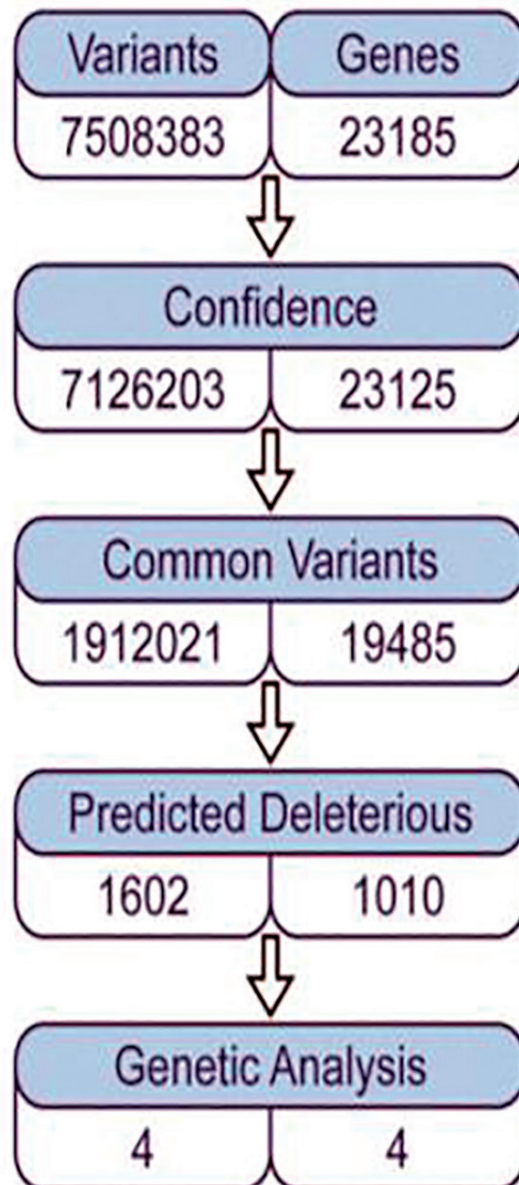 Variants Genes
7508383 23185
Confidence
7126203 23125
Common Variants
1912021 19485
Predicted Deleterious
1602 1010
Genetic Analysis
4 4